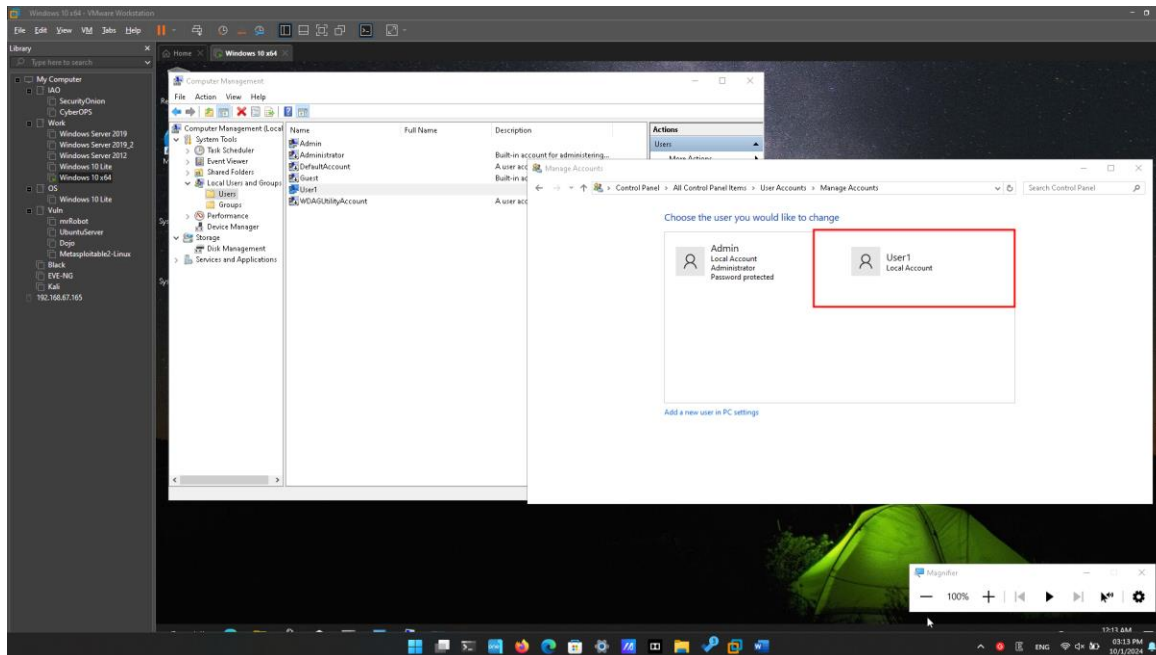 Windows 10 x64 - VMware Workstation
File Edit View VM Tabs Help
Library
Type here to search
Home
Windows 10 x64
My Computer
IAO
SecurityOnion
CyberOPS
Work
Windows Server 2019
Windows Server 2019_2
Windows Server 2012
Windows 10 Lite
Windows 10 x64
OS
Windows 10 Lite
Vuln
mrRobot
UbuntuServer
Dojo
Metasploitable2-Linux
Black
EVE-NG
Kali
192.168.67.165
Computer Management
File Action View Help
Computer Management (Local
System Tools
Task Scheduler
Event Viewer
Shared Folders
Local Users and Groups
Users
Groups
Performance
Device Manager
Storage
Disk Management
Services and Applications
Name Full Name Description
Admin
Administrator Built-in account for administering...
DefaultAccount A user acc
Guest Built-in ac
User1
WDAGUtilityAccount A user acc
Actions
Users
More Actions
Manage Accounts
Control Panel > All Control Panel Items > User Accounts > Manage Accounts
Search Control Panel
Choose the user you would like to change
Admin
Local Account
Administrator
Password protected
User1
Local Account
Add a new user in PC settings
Magnifier
100%
12:13 AM
ENG
03:13 PM
10/1/2024